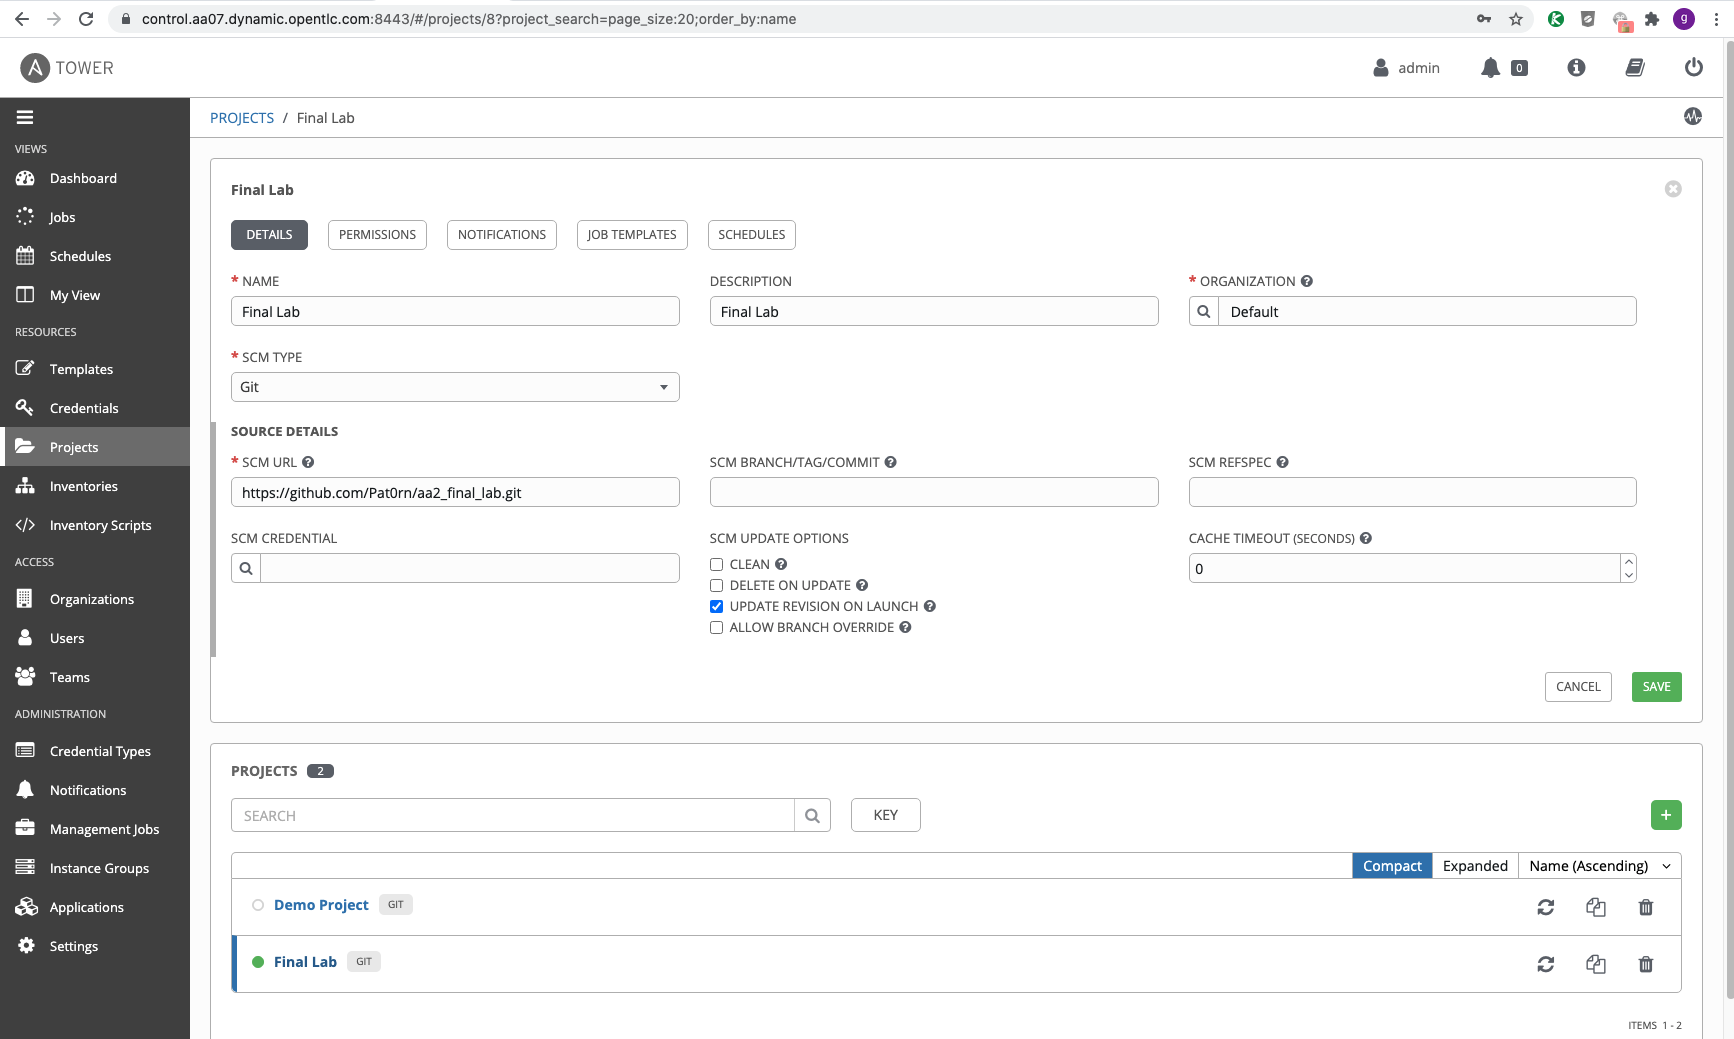 control.aa07.dynamic.opentlc.com:8443/#/projects/8?project_search=page_size:20;order_by:name
g
A TOWER
admin
0
PROJECTS / Final Lab
VIEWS
Dashboard
Jobs
Schedules
My View
RESOURCES
Templates
Credentials
Projects
Inventories
Inventory Scripts
ACCESS
Organizations
Users
Teams
ADMINISTRATION
Credential Types
Notifications
Management Jobs
Instance Groups
Applications
Settings
Final Lab
DETAILS PERMISSIONS NOTIFICATIONS JOB TEMPLATES SCHEDULES
* NAME DESCRIPTION * ORGANIZATION ?
Final Lab Final Lab Default
* SCM TYPE
Git
SOURCE DETAILS
* SCM URL ? SCM BRANCH/TAG/COMMIT ? SCM REFSPEC ?
https://github.com/Pat0rn/aa2_final_lab.git
SCM CREDENTIAL SCM UPDATE OPTIONS CACHE TIMEOUT (SECONDS) ?
CLEAN ?
0
DELETE ON UPDATE ?
UPDATE REVISION ON LAUNCH ?
ALLOW BRANCH OVERRIDE ?
CANCEL SAVE
PROJECTS 2
SEARCH KEY +
Compact Expanded Name (Ascending)
Demo Project GIT
Final Lab GIT
ITEMS 1 - 2